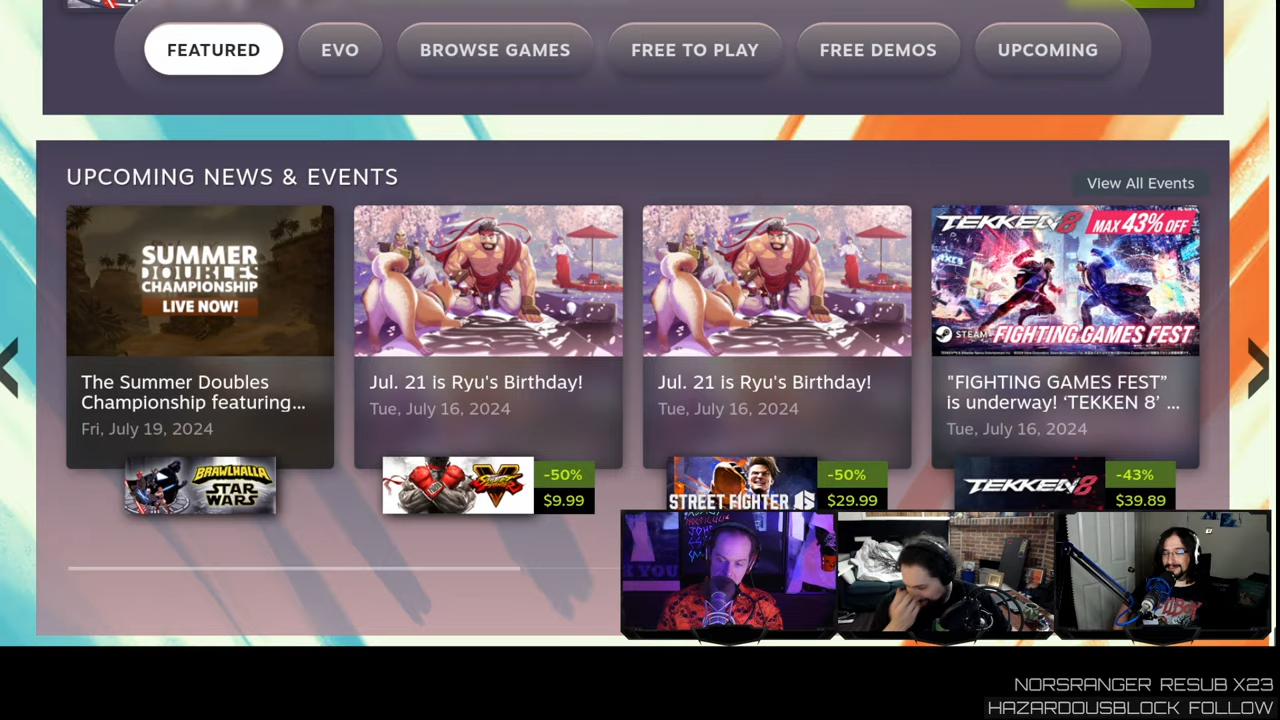 FEATURED
EVO
BROWSE GAMES
FREE TO PLAY
FREE DEMOS
UPCOMING
UPCOMING NEWS & EVENTS
View All Events
SUMMER
DOUBLES
CHAMPIONSHIP
LIVE NOW!
TEKKEN 8
MAX 43% OFF
STEAM
FIGHTING GAMES FEST
The Summer Doubles
Championship featuring...
Fri, July 19, 2024
Jul. 21 is Ryu's Birthday!
Tue, July 16, 2024
Jul. 21 is Ryu's Birthday!
Tue, July 16, 2024
"FIGHTING GAMES FEST”
is underway! ‘TEKKEN 8’ ...
Tue, July 16, 2024
BRAWLHALLA
STAR
WARS
STREET FIGHTER
V
-50%
$9.99
STREET FIGHTER 6
-50%
$29.99
TEKKEN 8
-43%
$39.89
NORSRANGER RESUB X23
HAZARDOUSBLOCK FOLLOW